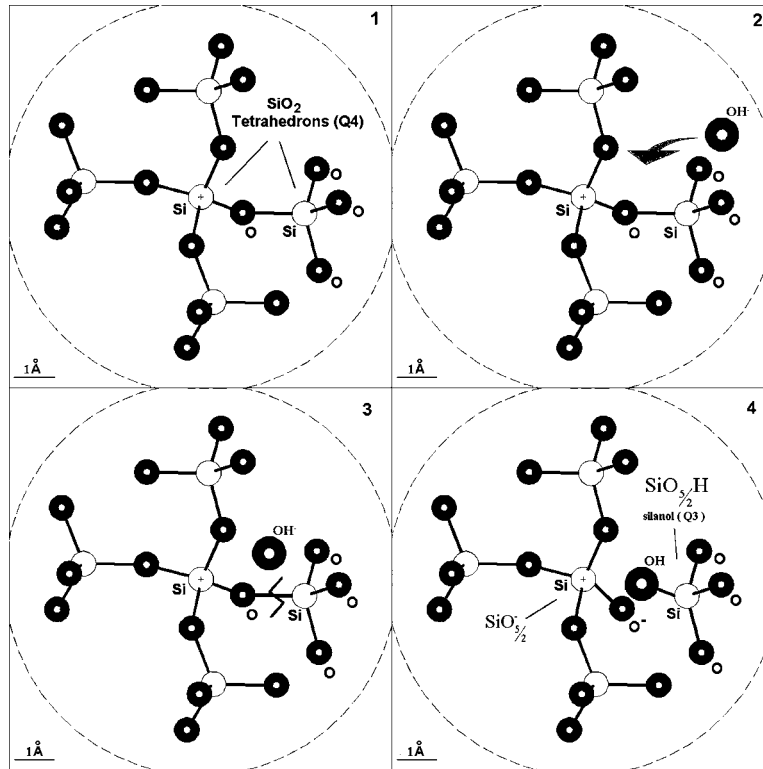 1
SiO2
Tetrahedrons (Q4)
+
Si
O
Si
O
O
O
1Å
2
OH-
+
Si
O
Si
O
O
O
1Å
3
OH-
+
Si
O
Si
O
O
O
1Å
4
SiO5/2H
silanol ( Q3 )
OH
+
Si
Si
O
O
O
O-
SiO-5/2
1Å